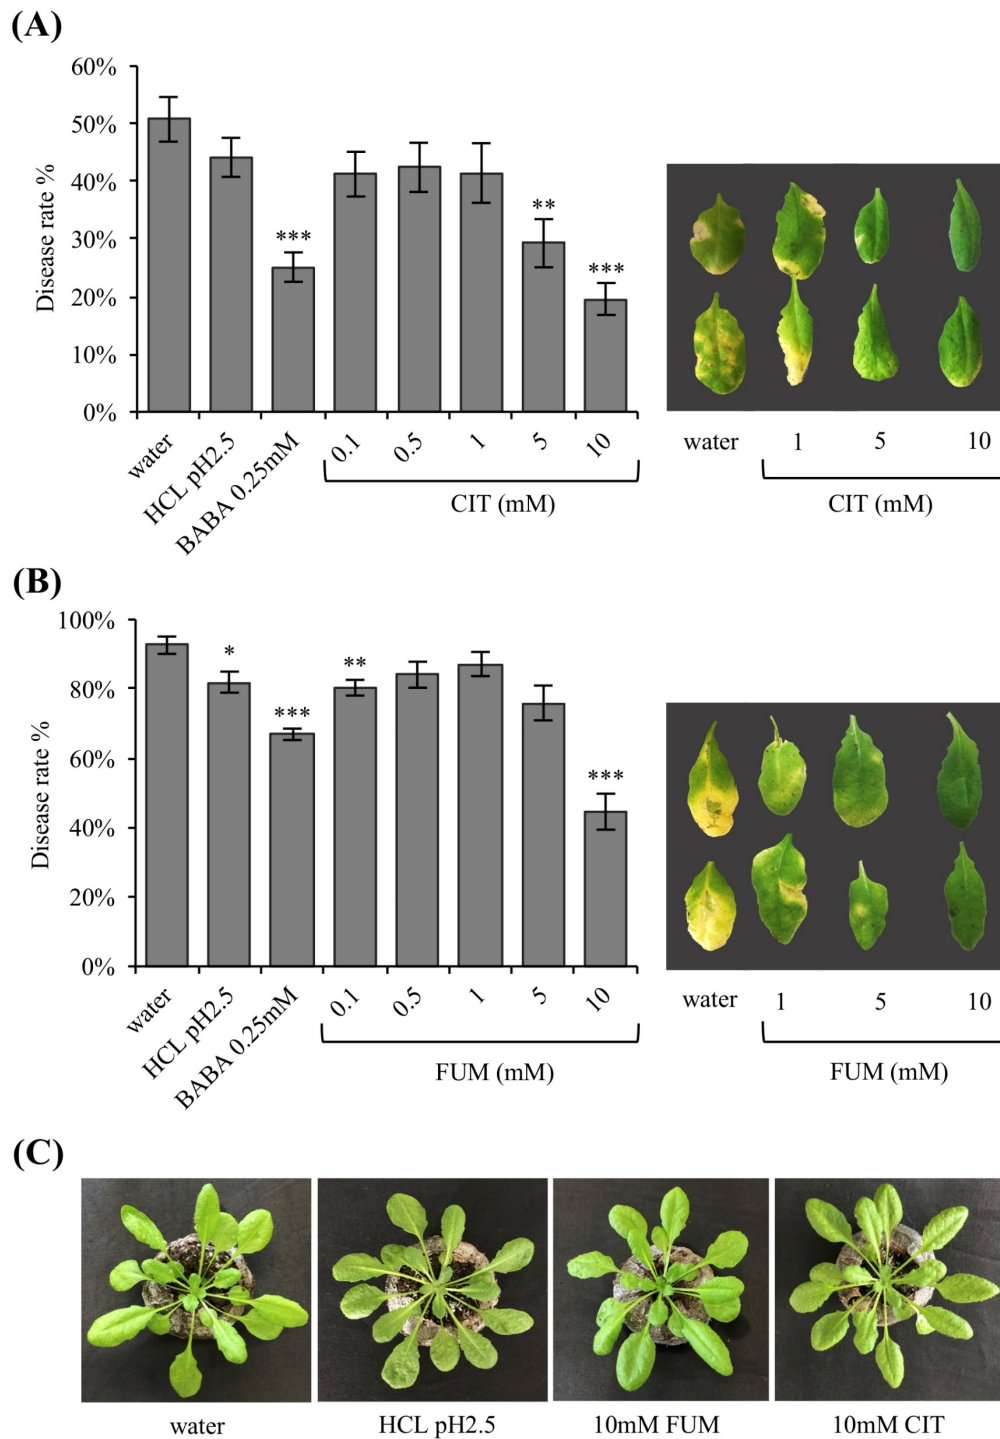 (A)
60%
50%
40%
30%
20%
10%
0%
Disease rate %
***
**
***
water
HCL pH2.5
BABA 0.25mM
0.1
0.5
1
5
10
CIT (mM)
water 1 5 10
CIT (mM)
(B)
100%
80%
60%
40%
20%
0%
Disease rate %
*
***
**
***
water
HCL pH2.5
BABA 0.25mM
0.1
0.5
1
5
10
FUM (mM)
water 1 5 10
FUM (mM)
(C)
water HCL pH2.5 10mM FUM 10mM CIT